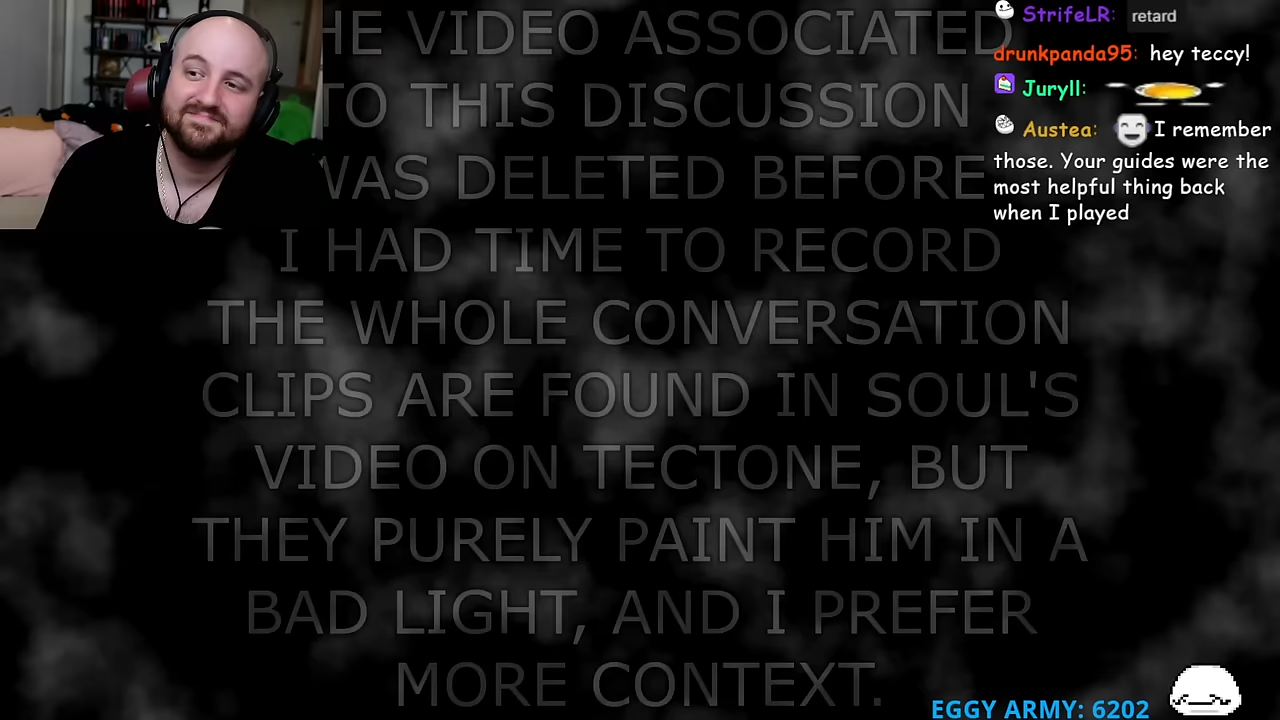 HE VIDEO ASSOCIATED
TO THIS DISCUSSION
WAS DELETED BEFORE
I HAD TIME TO RECORD
THE WHOLE CONVERSATION
CLIPS ARE FOUND IN SOUL'S
VIDEO ON TECTONE, BUT
THEY PURELY PAINT HIM IN A
BAD LIGHT, AND I PREFER
MORE CONTEXT.
StrifeLR: retard
drunkpanda95: hey teccy!
Juryll:
Austea: I remember
those. Your guides were the
most helpful thing back
when I played
EGGY ARMY: 6202